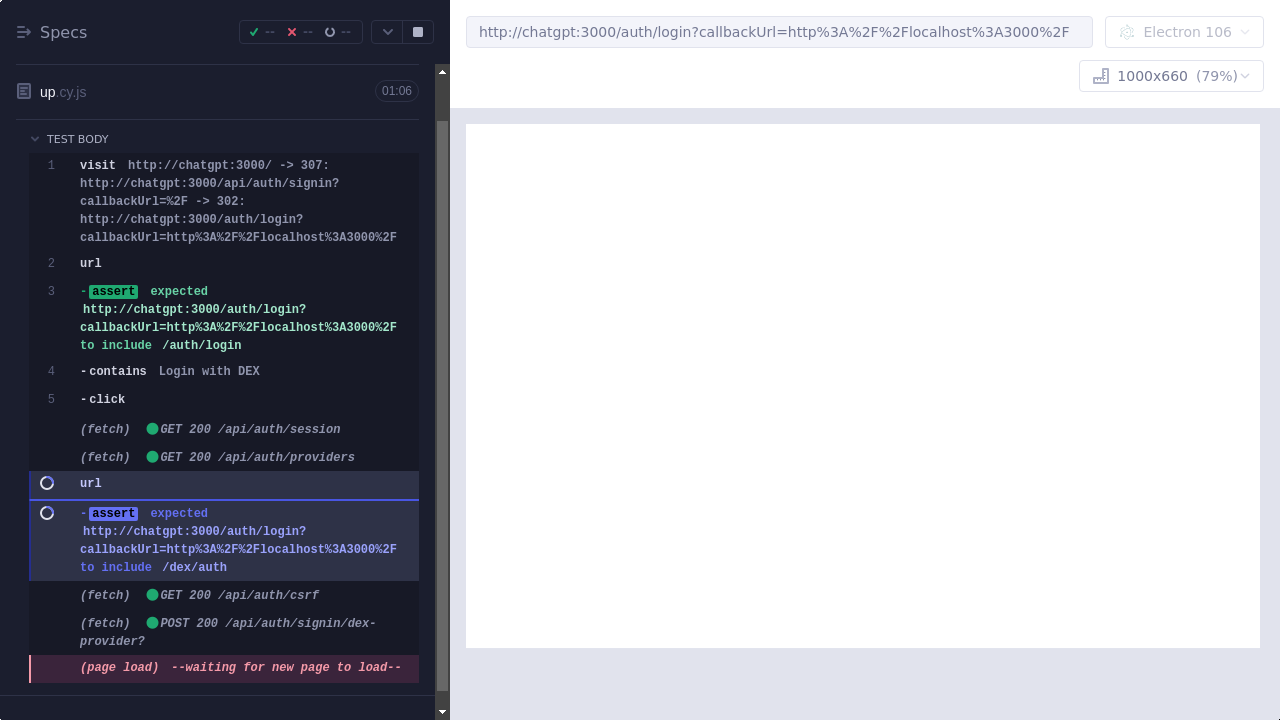 Specs
--
--
--
http://chatgpt:3000/auth/login?callbackUrl=http%3A%2F%2Flocalhost%3A3000%2F
Electron 106
1000x660 (79%)
up.cy.js
01:06
TEST BODY
1 visit http://chatgpt:3000/ -> 307:
http://chatgpt:3000/api/auth/signin?
callbackUrl=%2F -> 302:
http://chatgpt:3000/auth/login?
callbackUrl=http%3A%2F%2Flocalhost%3A3000%2F
2 url
3 -assert expected
http://chatgpt:3000/auth/login?
callbackUrl=http%3A%2F%2Flocalhost%3A3000%2F
to include /auth/login
4 -contains Login with DEX
5 -click
(fetch) GET 200 /api/auth/session
(fetch) GET 200 /api/auth/providers
url
-assert expected
http://chatgpt:3000/auth/login?
callbackUrl=http%3A%2F%2Flocalhost%3A3000%2F
to include /dex/auth
(fetch) GET 200 /api/auth/csrf
(fetch) POST 200 /api/auth/signin/dex-
provider?
(page load) --waiting for new page to load--